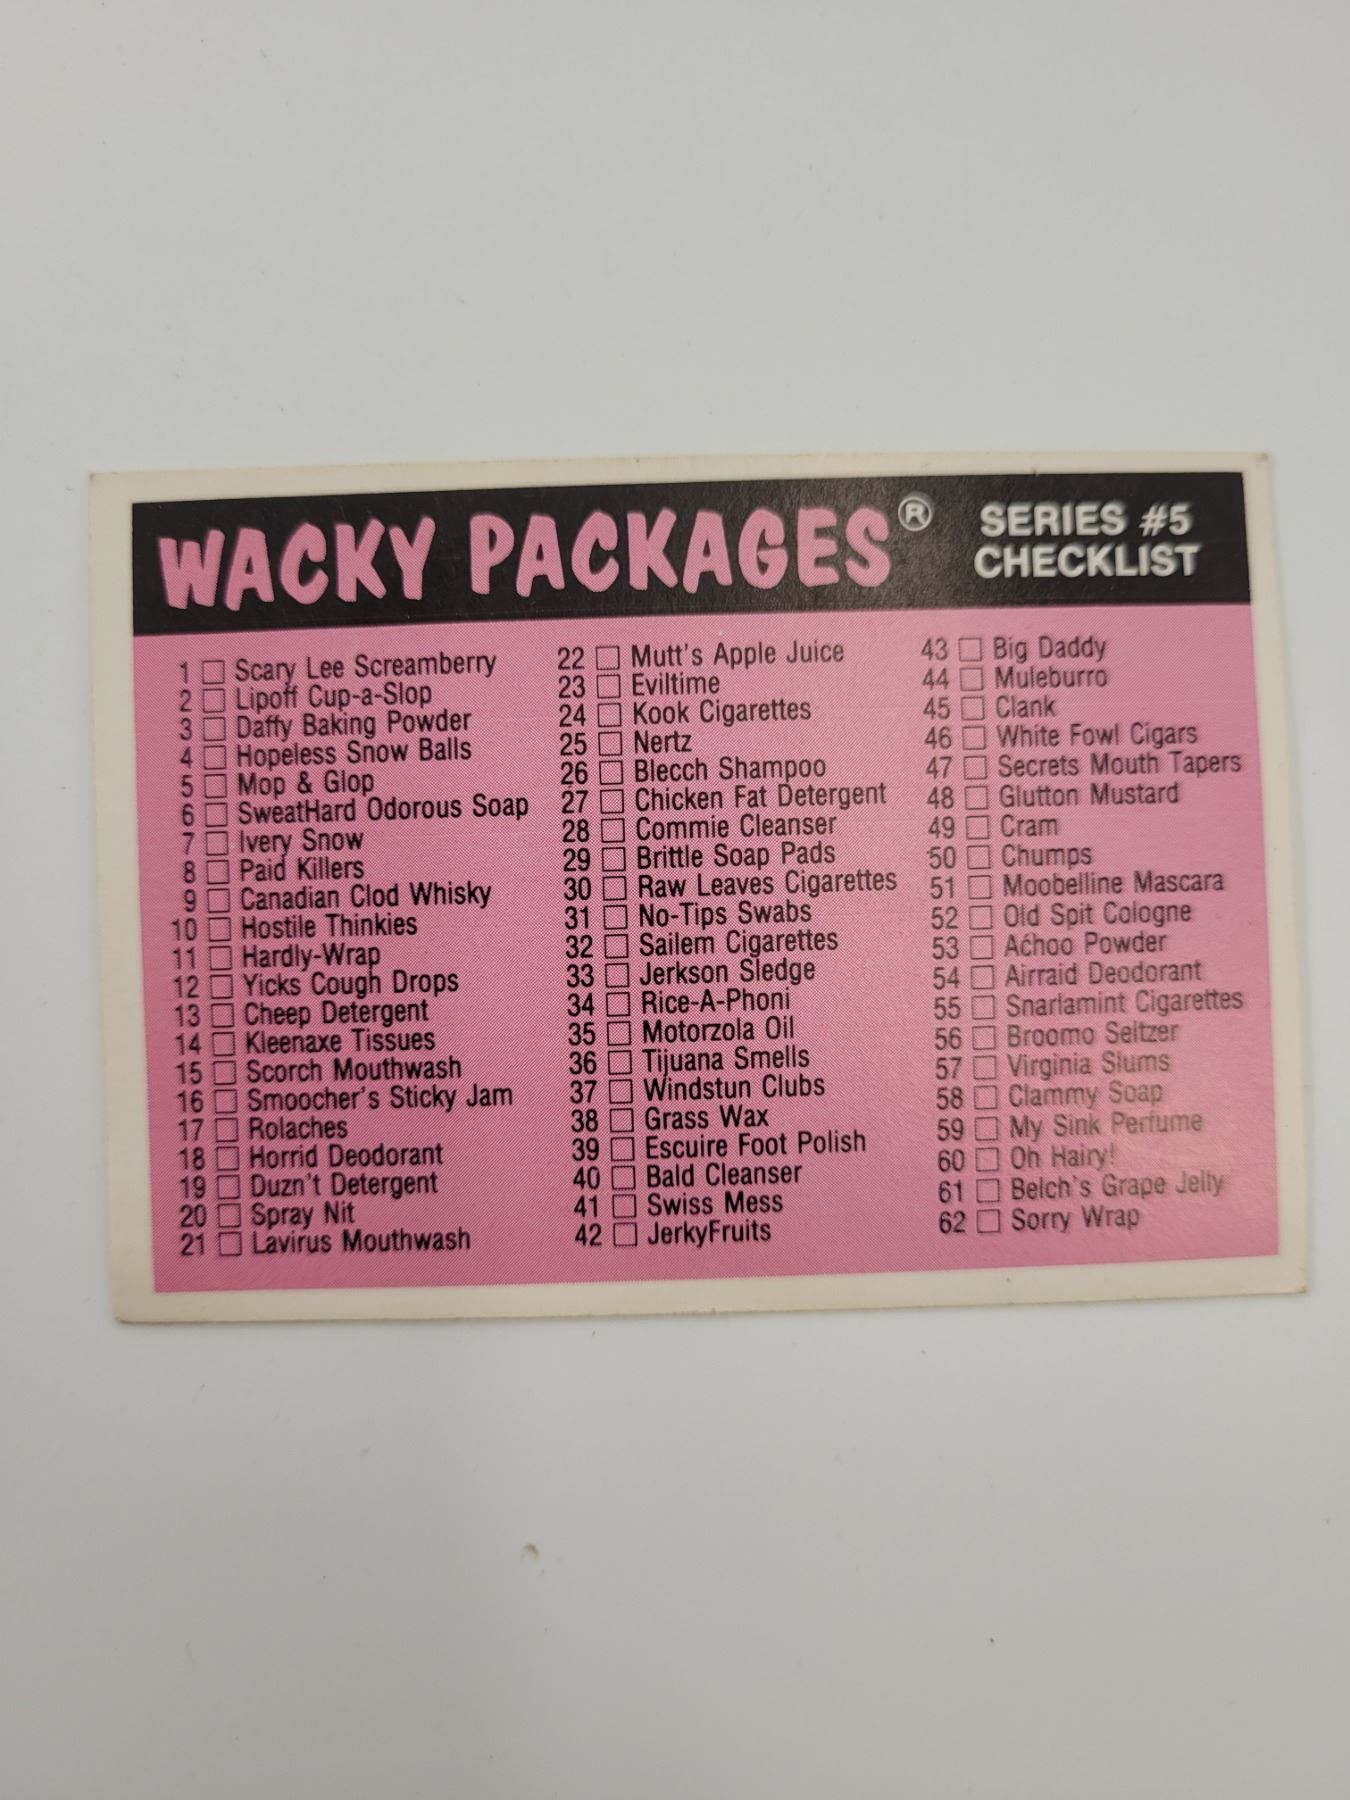 WACKY PACKAGES®
SERIES #5
CHECKLIST
1 Scary Lee Screamberry
2 Lipoff Cup-a-Slop
3 Daffy Baking Powder
4 Hopeless Snow Balls
5 Mop & Glop
6 SweatHard Odorous Soap
7 Ivery Snow
8 Paid Killers
9 Canadian Clod Whisky
10 Hostile Thinkies
11 Hardly-Wrap
12 Yicks Cough Drops
13 Cheep Detergent
14 Kleenaxe Tissues
15 Scorch Mouthwash
16 Smoocher's Sticky Jam
17 Rolaches
18 Horrid Deodorant
19 Duzn't Detergent
20 Spray Nit
21 Lavirus Mouthwash
22 Mutt's Apple Juice
23 Eviltime
24 Kook Cigarettes
25 Nertz
26 Blecch Shampoo
27 Chicken Fat Detergent
28 Commie Cleanser
29 Brittle Soap Pads
30 Raw Leaves Cigarettes
31 No-Tips Swabs
32 Sailem Cigarettes
33 Jerkson Sledge
34 Rice-A-Phoni
35 Motorzola Oil
36 Tijuana Smells
37 Windstun Clubs
38 Grass Wax
39 Escuire Foot Polish
40 Bald Cleanser
41 Swiss Mess
42 JerkyFruits
43 Big Daddy
44 Muleburro
45 Clank
46 White Fowl Cigars
47 Secrets Mouth Tapers
48 Glutton Mustard
49 Cram
50 Chumps
51 Moobelline Mascara
52 Old Spit Cologne
53 Achoo Powder
54 Airraid Deodorant
55 Snarlamint Cigarettes
56 Broomo Seltzer
57 Virginia Slums
58 Clammy Soap
59 My Sink Perfume
60 Oh Hairy!
61 Belch's Grape Jelly
62 Sorry Wrap